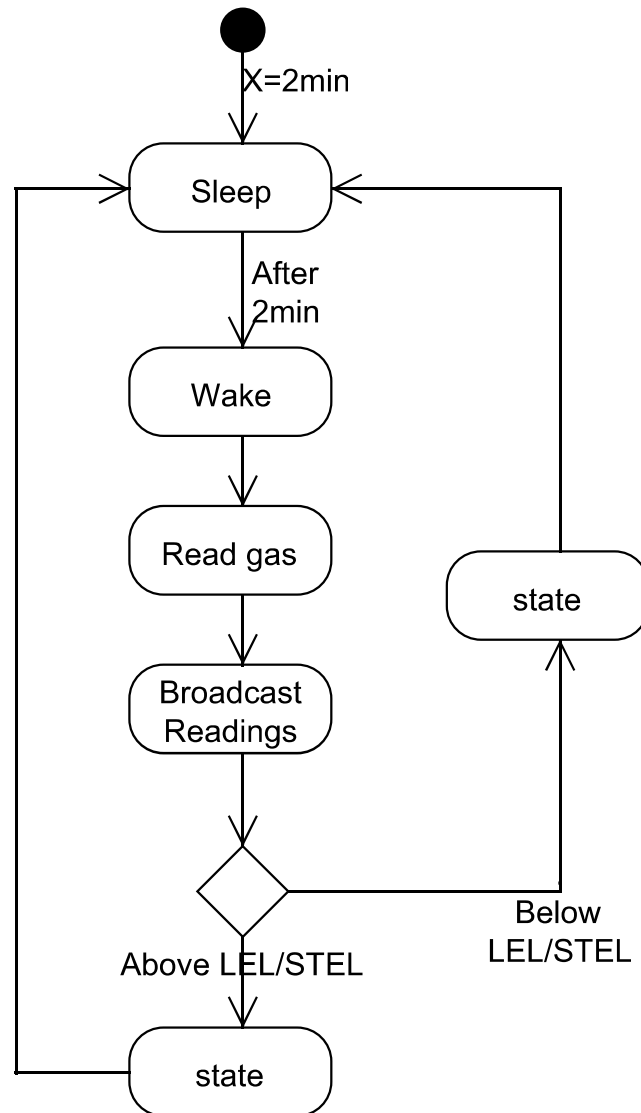 X=2min
Sleep
After
2min
Wake
Read gas
state
Broadcast
Readings
Below
LEL/STEL
Above LEL/STEL
state